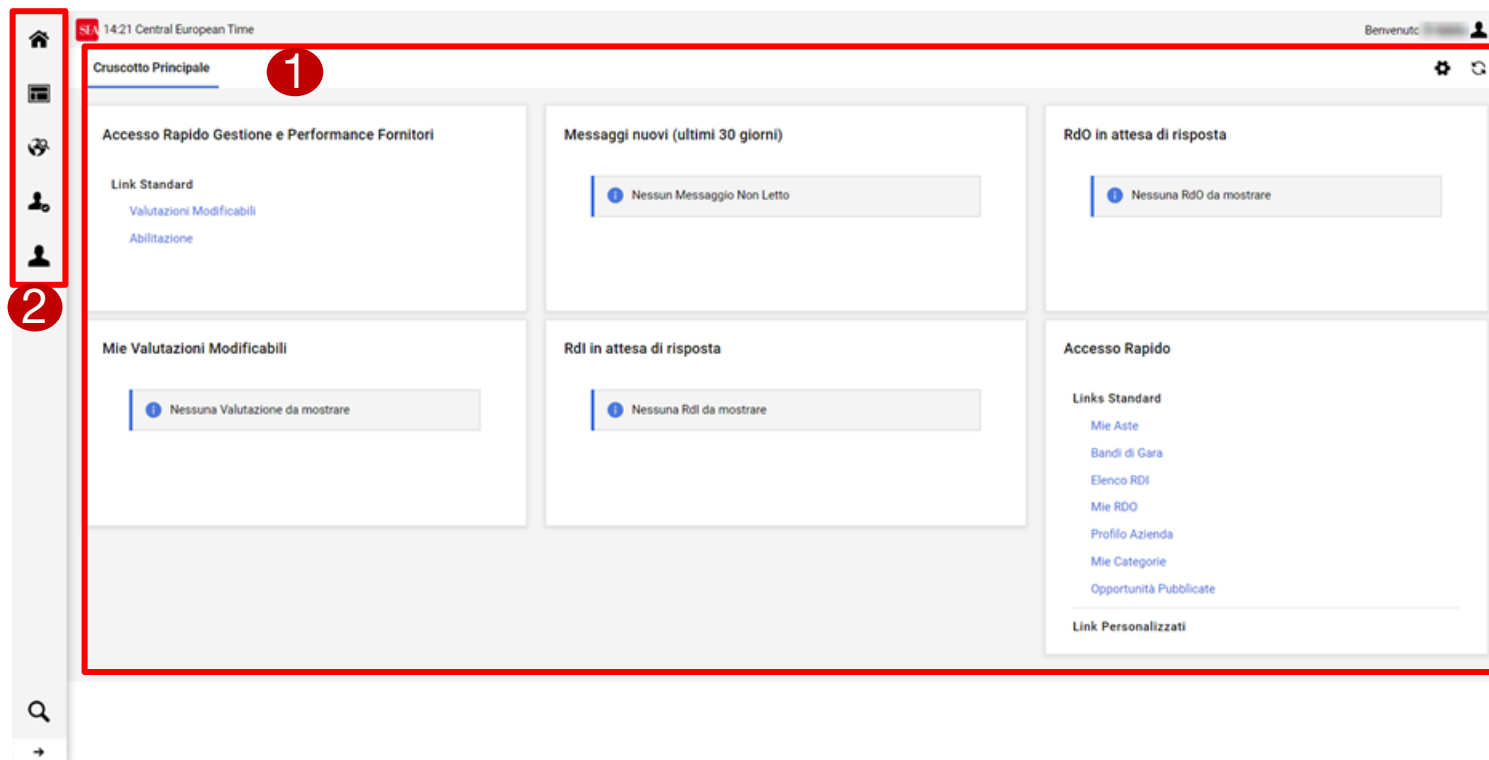 SEA 14:21 Central European Time
Benvenuto
Cruscotto Principale
1
2
Accesso Rapido Gestione e Performance Fornitori
Link Standard
Valutazioni Modificabili
Abilitazione
Messaggi nuovi (ultimi 30 giorni)
Nessun Messaggio Non Letto
RdO in attesa di risposta
Nessuna RdO da mostrare
Mie Valutazioni Modificabili
Nessuna Valutazione da mostrare
RdI in attesa di risposta
Nessuna RdI da mostrare
Accesso Rapido
Links Standard
Mie Aste
Bandi di Gara
Elenco RDI
Mie RDO
Profilo Azienda
Mie Categorie
Opportunità Pubblicate
Link Personalizzati